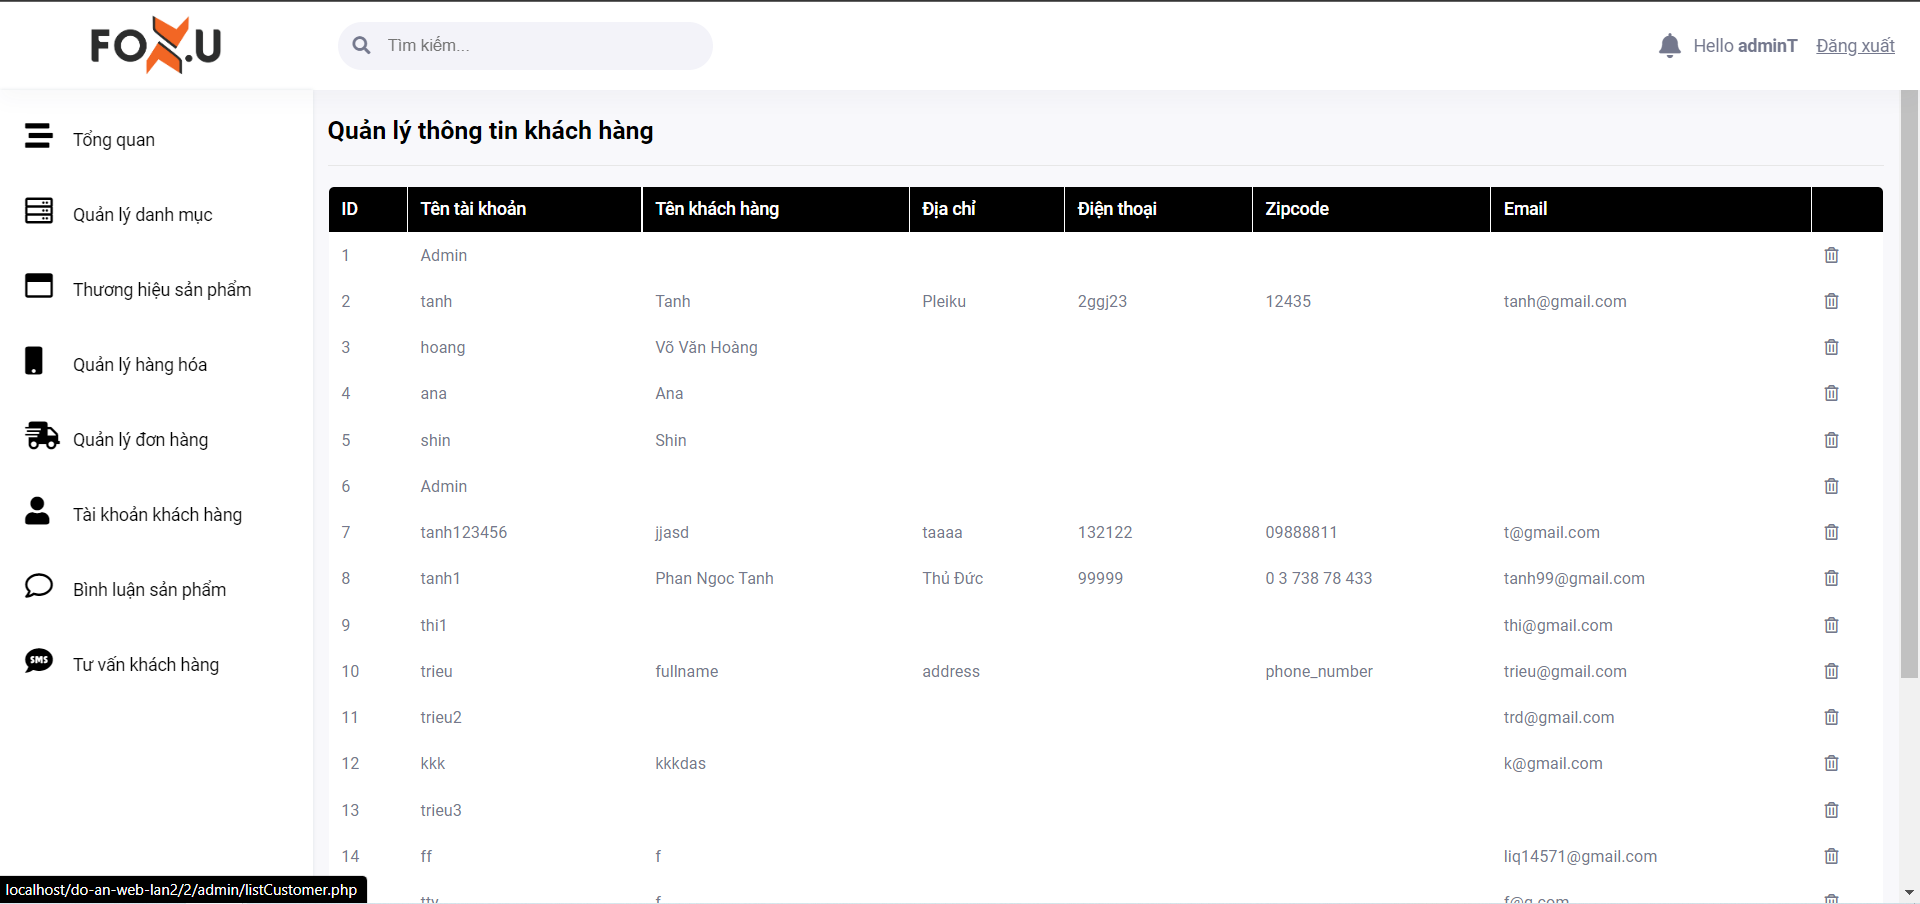 FOX.U
Tìm kiếm...
Hello adminT Đăng xuất
Tổng quan
Quản lý danh mục
Thương hiệu sản phẩm
Quản lý hàng hóa
Quản lý đơn hàng
Tài khoản khách hàng
Bình luận sản phẩm
SMS Tư vấn khách hàng
Quản lý thông tin khách hàng
ID Tên tài khoản Tên khách hàng Địa chỉ Điện thoại Zipcode Email
1 Admin
2 tanh Tanh Pleiku 2ggj23 12435 tanh@gmail.com
3 hoang Võ Văn Hoàng
4 ana Ana
5 shin Shin
6 Admin
7 tanh123456 jjasd taaaa 132122 09888811 t@gmail.com
8 tanh1 Phan Ngoc Tanh Thủ Đức 99999 0 3 738 78 433 tanh99@gmail.com
9 thi1 thi@gmail.com
10 trieu fullname address phone_number trieu@gmail.com
11 trieu2 trd@gmail.com
12 kkk kkkdas k@gmail.com
13 trieu3
14 ff f liq14571@gmail.com
localhost/do-an-web-lan2/2/admin/listCustomer.php